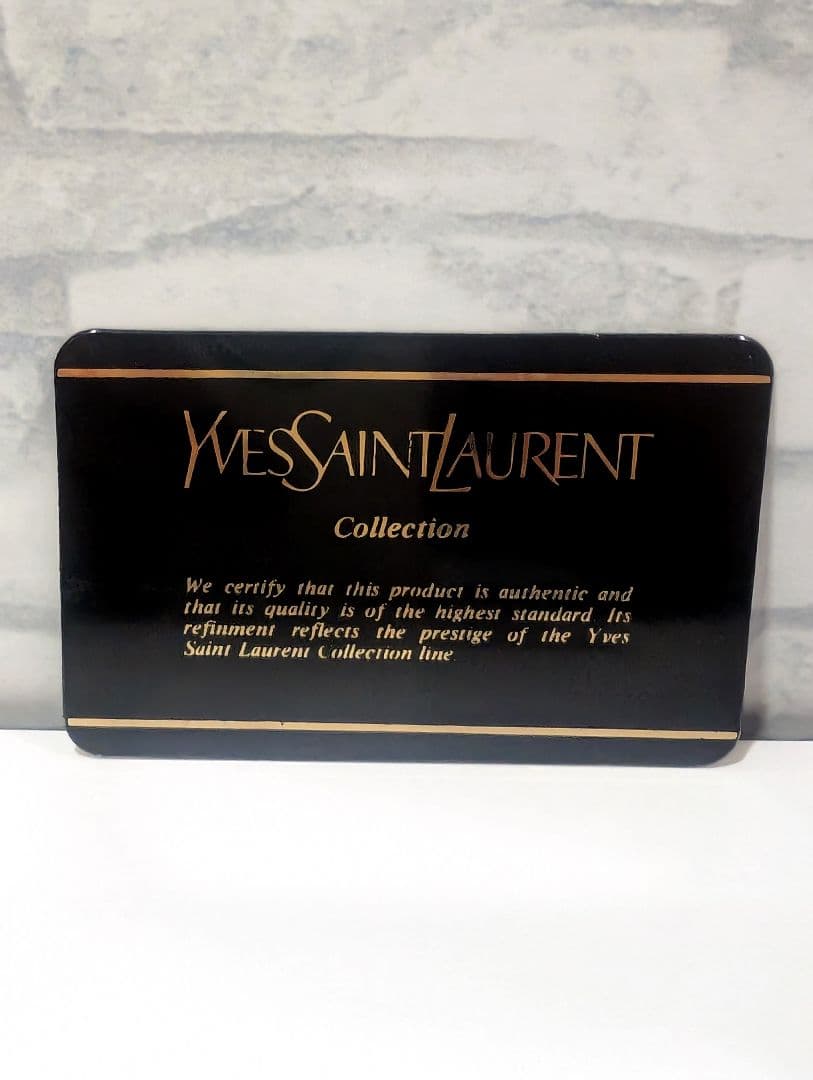 YVESSAINTLAURENT
Collection
We certify that this product is authentic and
that its quality is of the highest standard. Its
refinment reflects the prestige of the Yves
Saint Laurent Collection line.